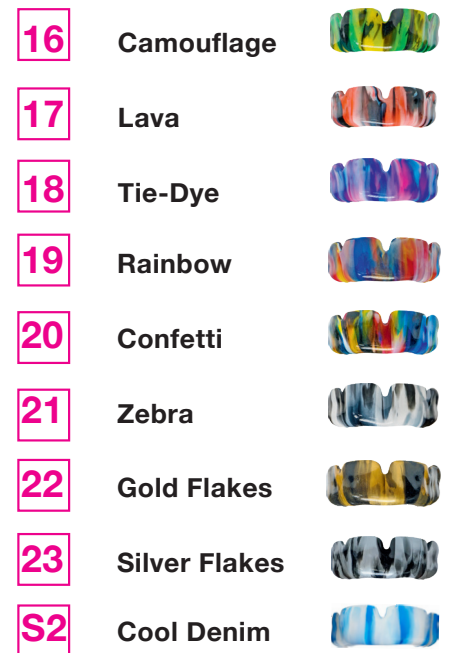 16 Camouflage
17 Lava
18 Tie-Dye
19 Rainbow
20 Confetti
21 Zebra
22 Gold Flakes
23 Silver Flakes
S2 Cool Denim